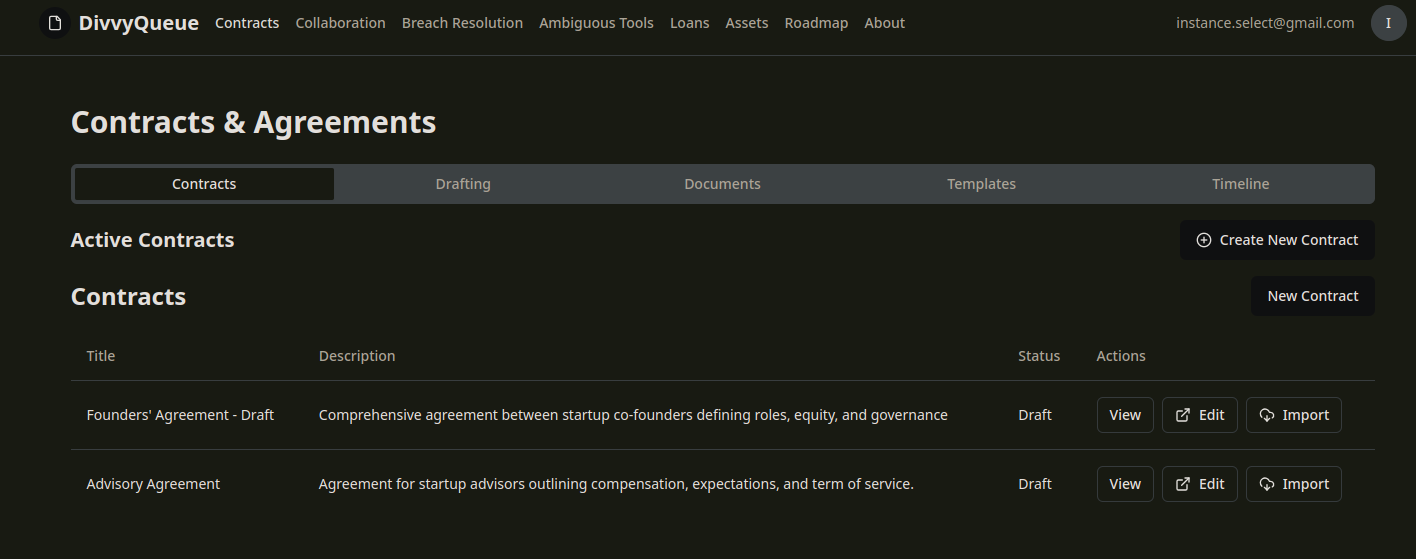 DivvyQueue Contracts Collaboration Breach Resolution Ambiguous Tools Loans Assets Roadmap About instance.select@gmail.com I
Contracts & Agreements
Contracts Drafting Documents Templates Timeline
Active Contracts Create New Contract
Contracts New Contract
Title Description Status Actions
Founders' Agreement - Draft Comprehensive agreement between startup co-founders defining roles, equity, and governance Draft View Edit Import
Advisory Agreement Agreement for startup advisors outlining compensation, expectations, and term of service. Draft View Edit Import